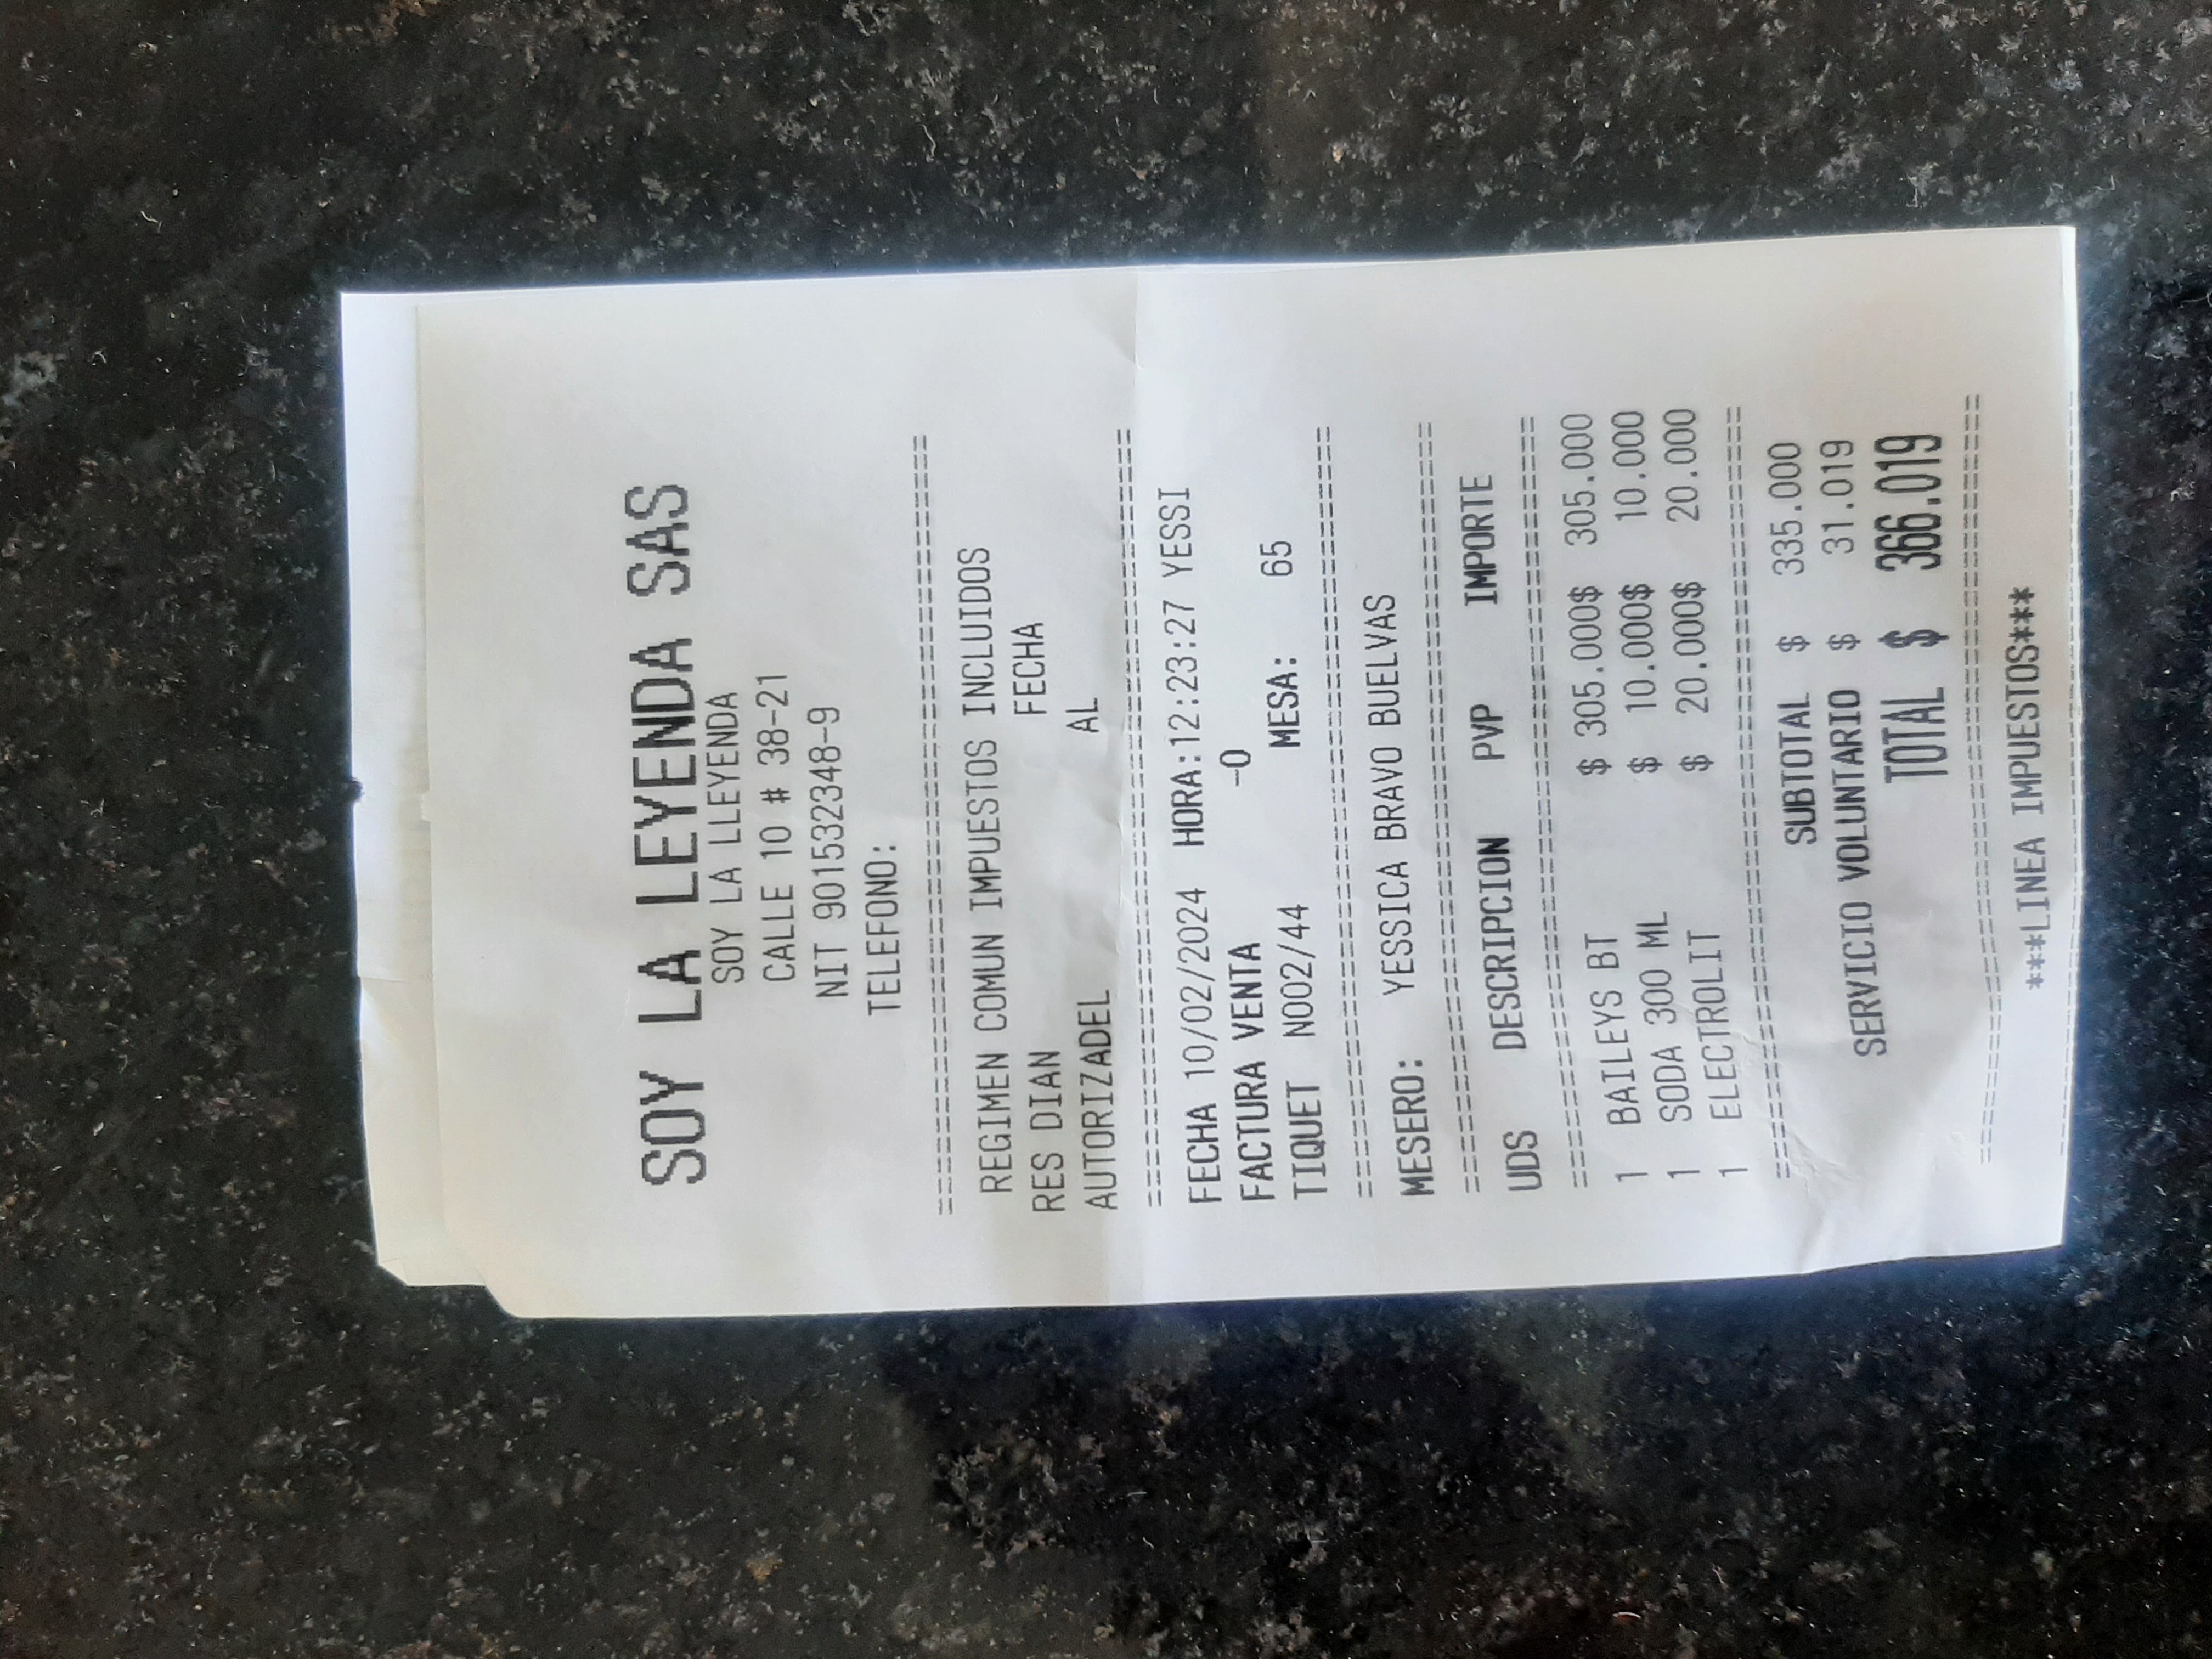 SOY LA LEYENDA SAS
SOY LA LLEYENDA
CALLE 10 # 38-21
NIT 901532348-9
TELEFONO:
==============================================
REGIMEN COMUN IMPUESTOS INCLUIDOS
RES DIAN FECHA
AUTORIZADEL AL
==============================================
FECHA 10/02/2024 HORA:12:23:27 YESSI
FACTURA VENTA -0
TIQUET N002/44 MESA: 65
==============================================
MESERO: YESSICA BRAVO BUELVAS
==============================================
UDS DESCRIPCION PVP IMPORTE
==============================================
1 BAILEYS BT $ 305.000$ 305.000
1 SODA 300 ML $ 10.000$ 10.000
1 ELECTROLIT $ 20.000$ 20.000
==============================================
SUBTOTAL $ 335.000
SERVICIO VOLUNTARIO $ 31.019
TOTAL $ 366.019
==============================================
***LINEA IMPUESTOS***